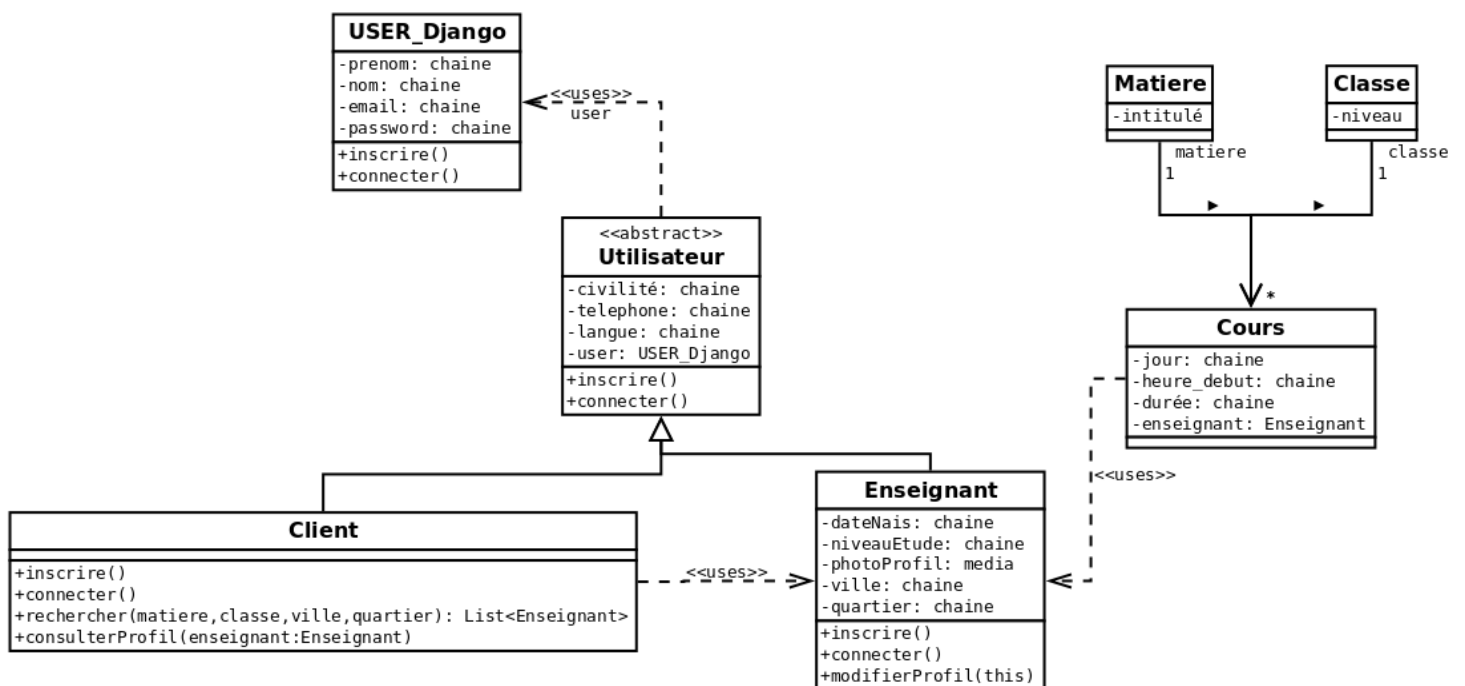 USER_Django
-prenom: chaine
-nom: chaine
-email: chaine
-password: chaine
+inscrire()
+connecter()
<<uses>>
user
<<abstract>>
Utilisateur
-civilité: chaine
-telephone: chaine
-langue: chaine
-user: USER_Django
+inscrire()
+connecter()
Matiere
-intitulé
matiere
1
Classe
-niveau
classe
1
*
Cours
-jour: chaine
-heure_debut: chaine
-durée: chaine
-enseignant: Enseignant
<<uses>>
Client
+inscrire()
+connecter()
+rechercher(matiere,classe,ville,quartier): List<Enseignant>
+consulterProfil(enseignant:Enseignant)
<<uses>>
Enseignant
-dateNais: chaine
-niveauEtude: chaine
-photoProfil: media
-ville: chaine
-quartier: chaine
+inscrire()
+connecter()
+modifierProfil(this)